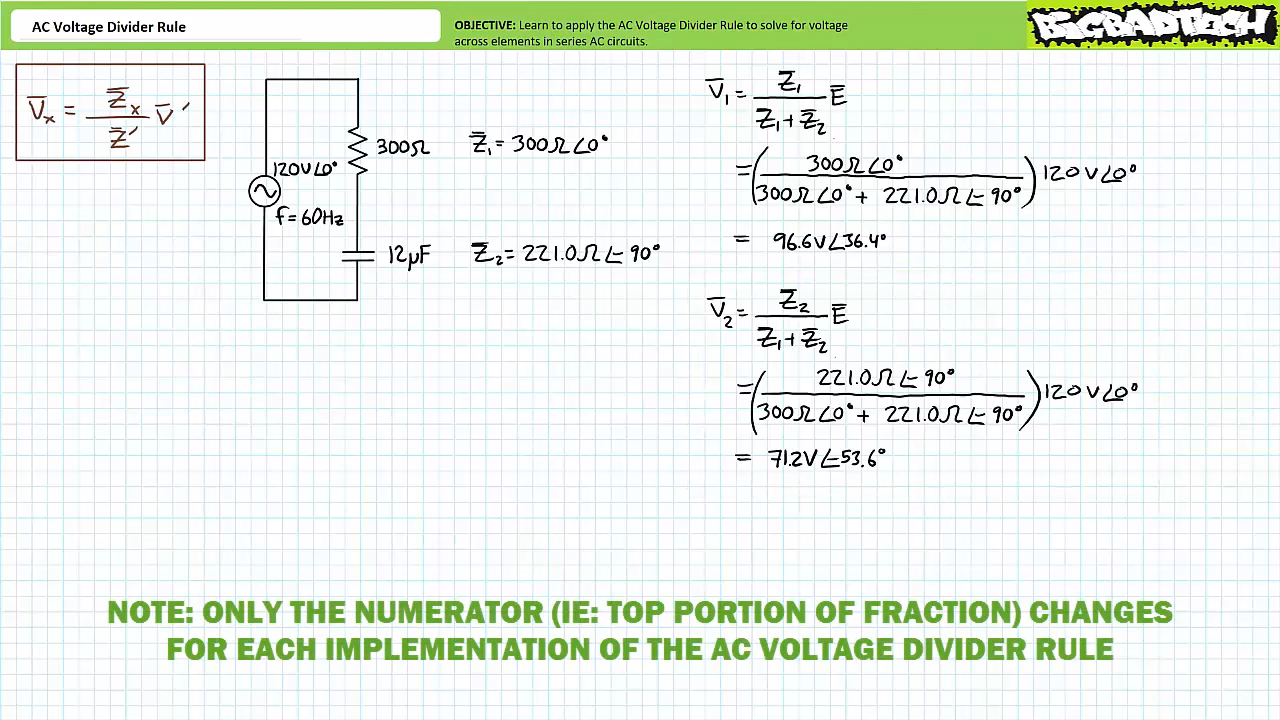 AC Voltage Divider Rule
OBJECTIVE: Learn to apply the AC Voltage Divider Rule to solve for voltage
across elements in series AC circuits.
BIGBADTECH
V̅ₓ = Z̅ₓ / Z̅′ V̅′
300Ω
120V∠0°
f=60Hz
12μF
Z̅₁ = 300Ω∠0°
Z̅₂ = 221.0Ω∠-90°
V̅₁ = Z̅₁ / (Z̅₁ + Z̅₂) E̅
= (300Ω∠0° / (300Ω∠0° + 221.0Ω∠-90°)) 120V∠0°
= 96.6V∠36.4°
V̅₂ = Z̅₂ / (Z̅₁ + Z̅₂) E̅
= (221.0Ω∠-90° / (300Ω∠0° + 221.0Ω∠-90°)) 120V∠0°
= 71.2V∠-53.6°
NOTE: ONLY THE NUMERATOR (IE: TOP PORTION OF FRACTION) CHANGES
FOR EACH IMPLEMENTATION OF THE AC VOLTAGE DIVIDER RULE